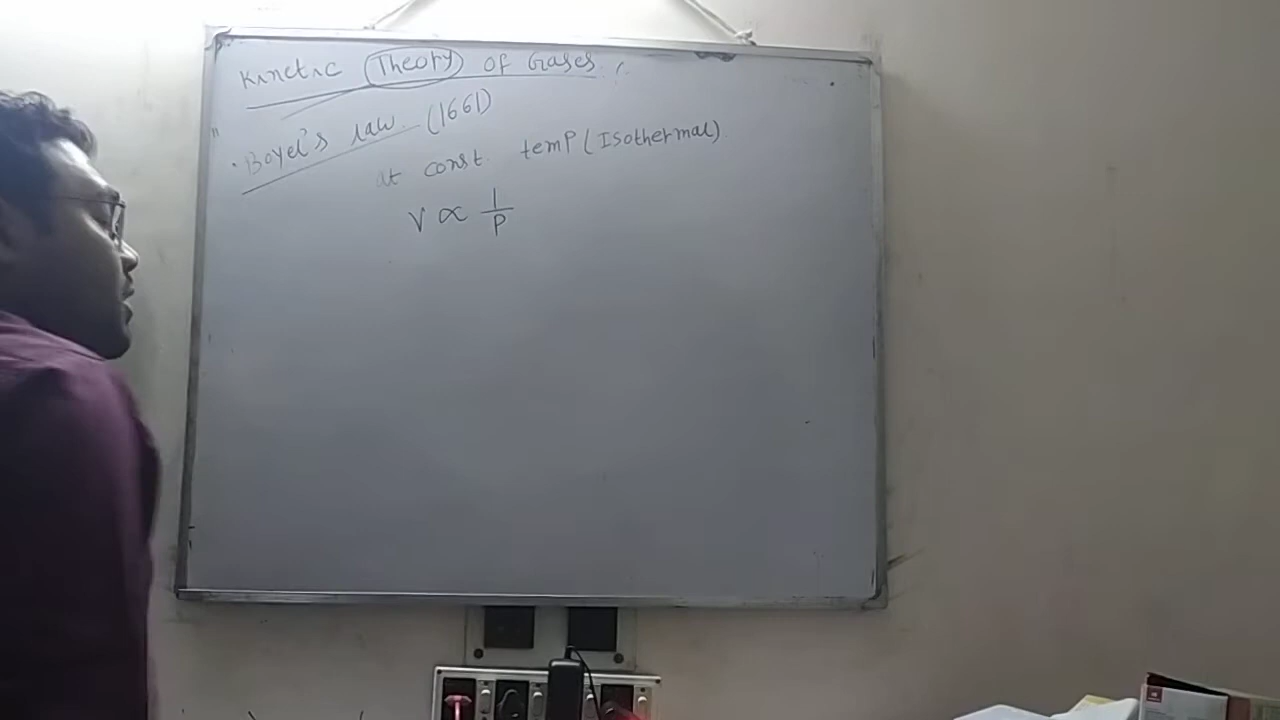 Kinetic Theory of Gases
Boyel's law. (1661)
at const. temp (Isothermal)
V ∝ 1/P